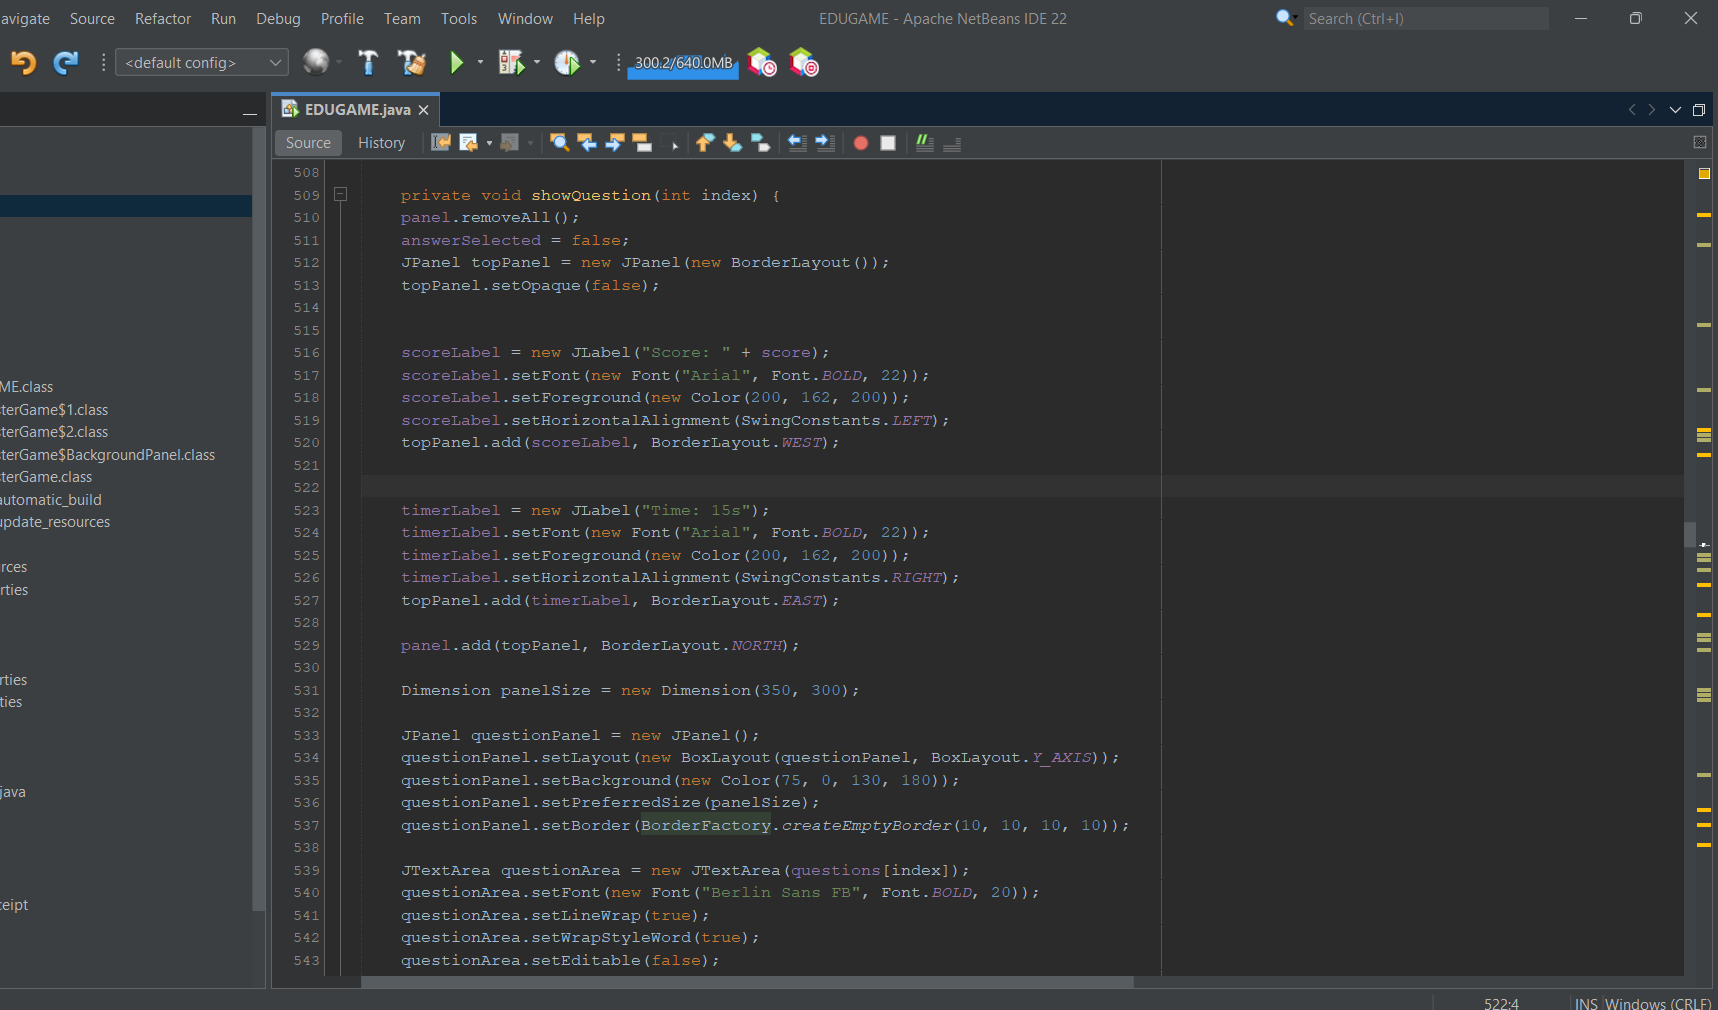 avigate Source Refactor Run Debug Profile Team Tools Window Help EDUGAME - Apache NetBeans IDE 22 Search (Ctrl+I)
<default config> 300.2/640.0MB
EDUGAME.java
Source History
ME.class
terGame$1.class
terGame$2.class
terGame$BackgroundPanel.class
terGame.class
automatic_build
update_resources
rces
rties
rties
ties
java
ceipt
508
509 private void showQuestion(int index) {
510 panel.removeAll();
511 answerSelected = false;
512 JPanel topPanel = new JPanel(new BorderLayout());
513 topPanel.setOpaque(false);
514
515
516 scoreLabel = new JLabel("Score: " + score);
517 scoreLabel.setFont(new Font("Arial", Font.BOLD, 22));
518 scoreLabel.setForeground(new Color(200, 162, 200));
519 scoreLabel.setHorizontalAlignment(SwingConstants.LEFT);
520 topPanel.add(scoreLabel, BorderLayout.WEST);
521
522
523 timerLabel = new JLabel("Time: 15s");
524 timerLabel.setFont(new Font("Arial", Font.BOLD, 22));
525 timerLabel.setForeground(new Color(200, 162, 200));
526 timerLabel.setHorizontalAlignment(SwingConstants.RIGHT);
527 topPanel.add(timerLabel, BorderLayout.EAST);
528
529 panel.add(topPanel, BorderLayout.NORTH);
530
531 Dimension panelSize = new Dimension(350, 300);
532
533 JPanel questionPanel = new JPanel();
534 questionPanel.setLayout(new BoxLayout(questionPanel, BoxLayout.Y_AXIS));
535 questionPanel.setBackground(new Color(75, 0, 130, 180));
536 questionPanel.setPreferredSize(panelSize);
537 questionPanel.setBorder(BorderFactory.createEmptyBorder(10, 10, 10, 10));
538
539 JTextArea questionArea = new JTextArea(questions[index]);
540 questionArea.setFont(new Font("Berlin Sans FB", Font.BOLD, 20));
541 questionArea.setLineWrap(true);
542 questionArea.setWrapStyleWord(true);
543 questionArea.setEditable(false);
522:4 INS Windows (CRLF)